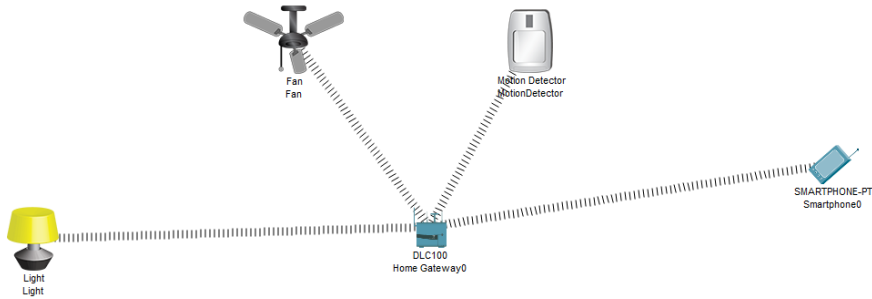 Fan
Fan
Motion Detector
MotionDetector
SMARTPHONE-PT
Smartphone0
DLC100
Home Gateway0
Light
Light